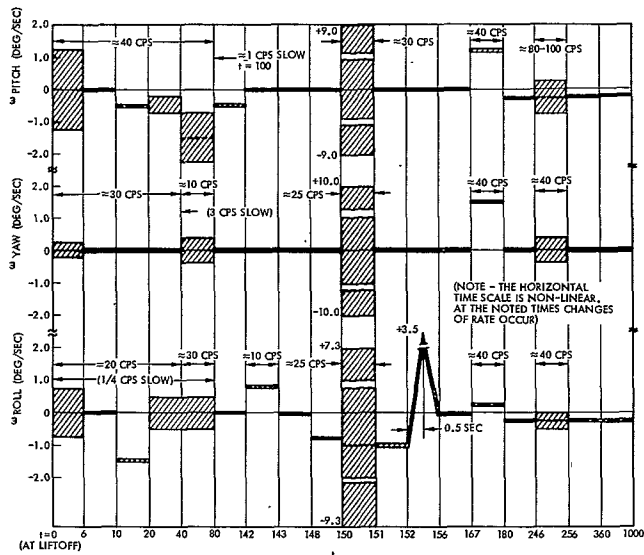 ω PITCH (DEG/SEC)
2.0
1.0
0
-1.0
-2.0
≈40 CPS
≈1 CPS SLOW
t = 100
+9.0
-9.0
≈30 CPS
≈40 CPS
≈80-100 CPS
ω YAW (DEG/SEC)
2.0
1.0
0
-1.0
-2.0
≈30 CPS
≈10 CPS
(3 CPS SLOW)
≈25 CPS
+10.0
-10.0
≈40 CPS
≈40 CPS
(NOTE - THE HORIZONTAL
TIME SCALE IS NON-LINEAR.
AT THE NOTED TIMES CHANGES
OF RATE OCCUR)
ω ROLL (DEG/SEC)
2.0
1.0
0
-1.0
-2.0
≈20 CPS
≈30 CPS
(1/4 CPS SLOW)
≈10 CPS
≈25 CPS
+7.3
-9.3
+3.5
0.5 SEC
≈40 CPS
≈40 CPS
t=0 6 10 20 40 80 142 143 148 150 151 152 156 167 180 246 256 360 1000
(AT LIFTOFF)